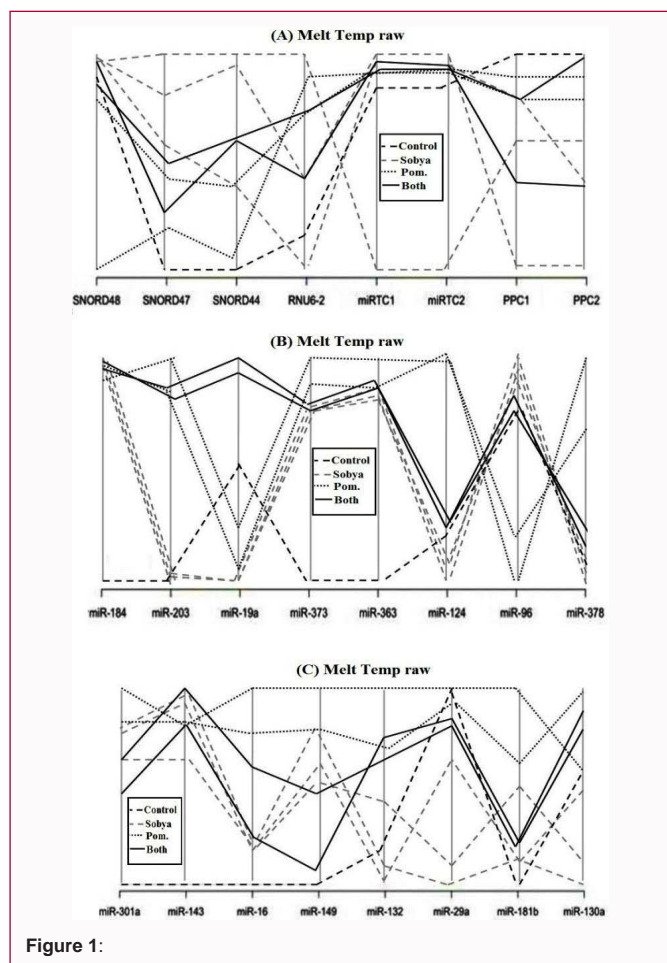 (A) Melt Temp raw
Control
Sobya
Pom.
Both
SNORD48 SNORD47 SNORD44 RNU6-2 miRTC1 miRTC2 PPC1 PPC2
(B) Melt Temp raw
Control
Sobya
Pom.
Both
miR-184 miR-203 miR-19a miR-373 miR-363 miR-124 miR-96 miR-378
(C) Melt Temp raw
Control
Sobya
Pom.
Both
miR-301a miR-143 miR-16 miR-149 miR-132 miR-29a miR-181b miR-130a
Figure 1: